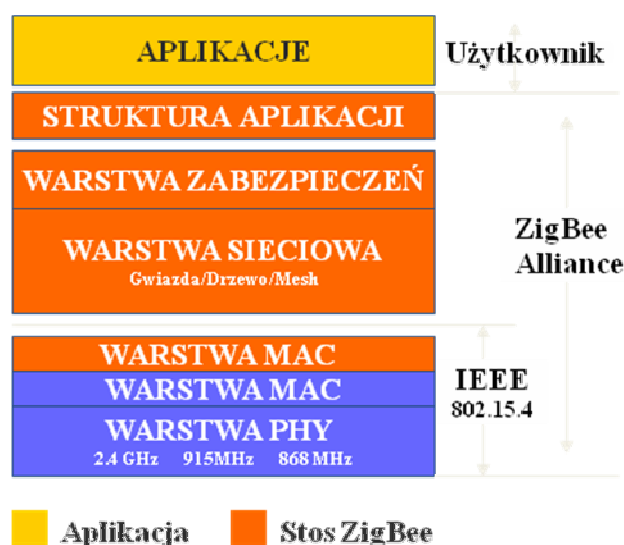 APLIKACJE
Użytkownik
STRUKTURA APLIKACJI
WARSTWA ZABEZPIECZEŃ
WARSTWA SIECIOWA
Gwiazda/Drzewo/Mesh
ZigBee
Alliance
WARSTWA MAC
WARSTWA MAC
WARSTWA PHY
2.4 GHz 915MHz 868 MHz
IEEE
802.15.4
Aplikacja Stos ZigBee